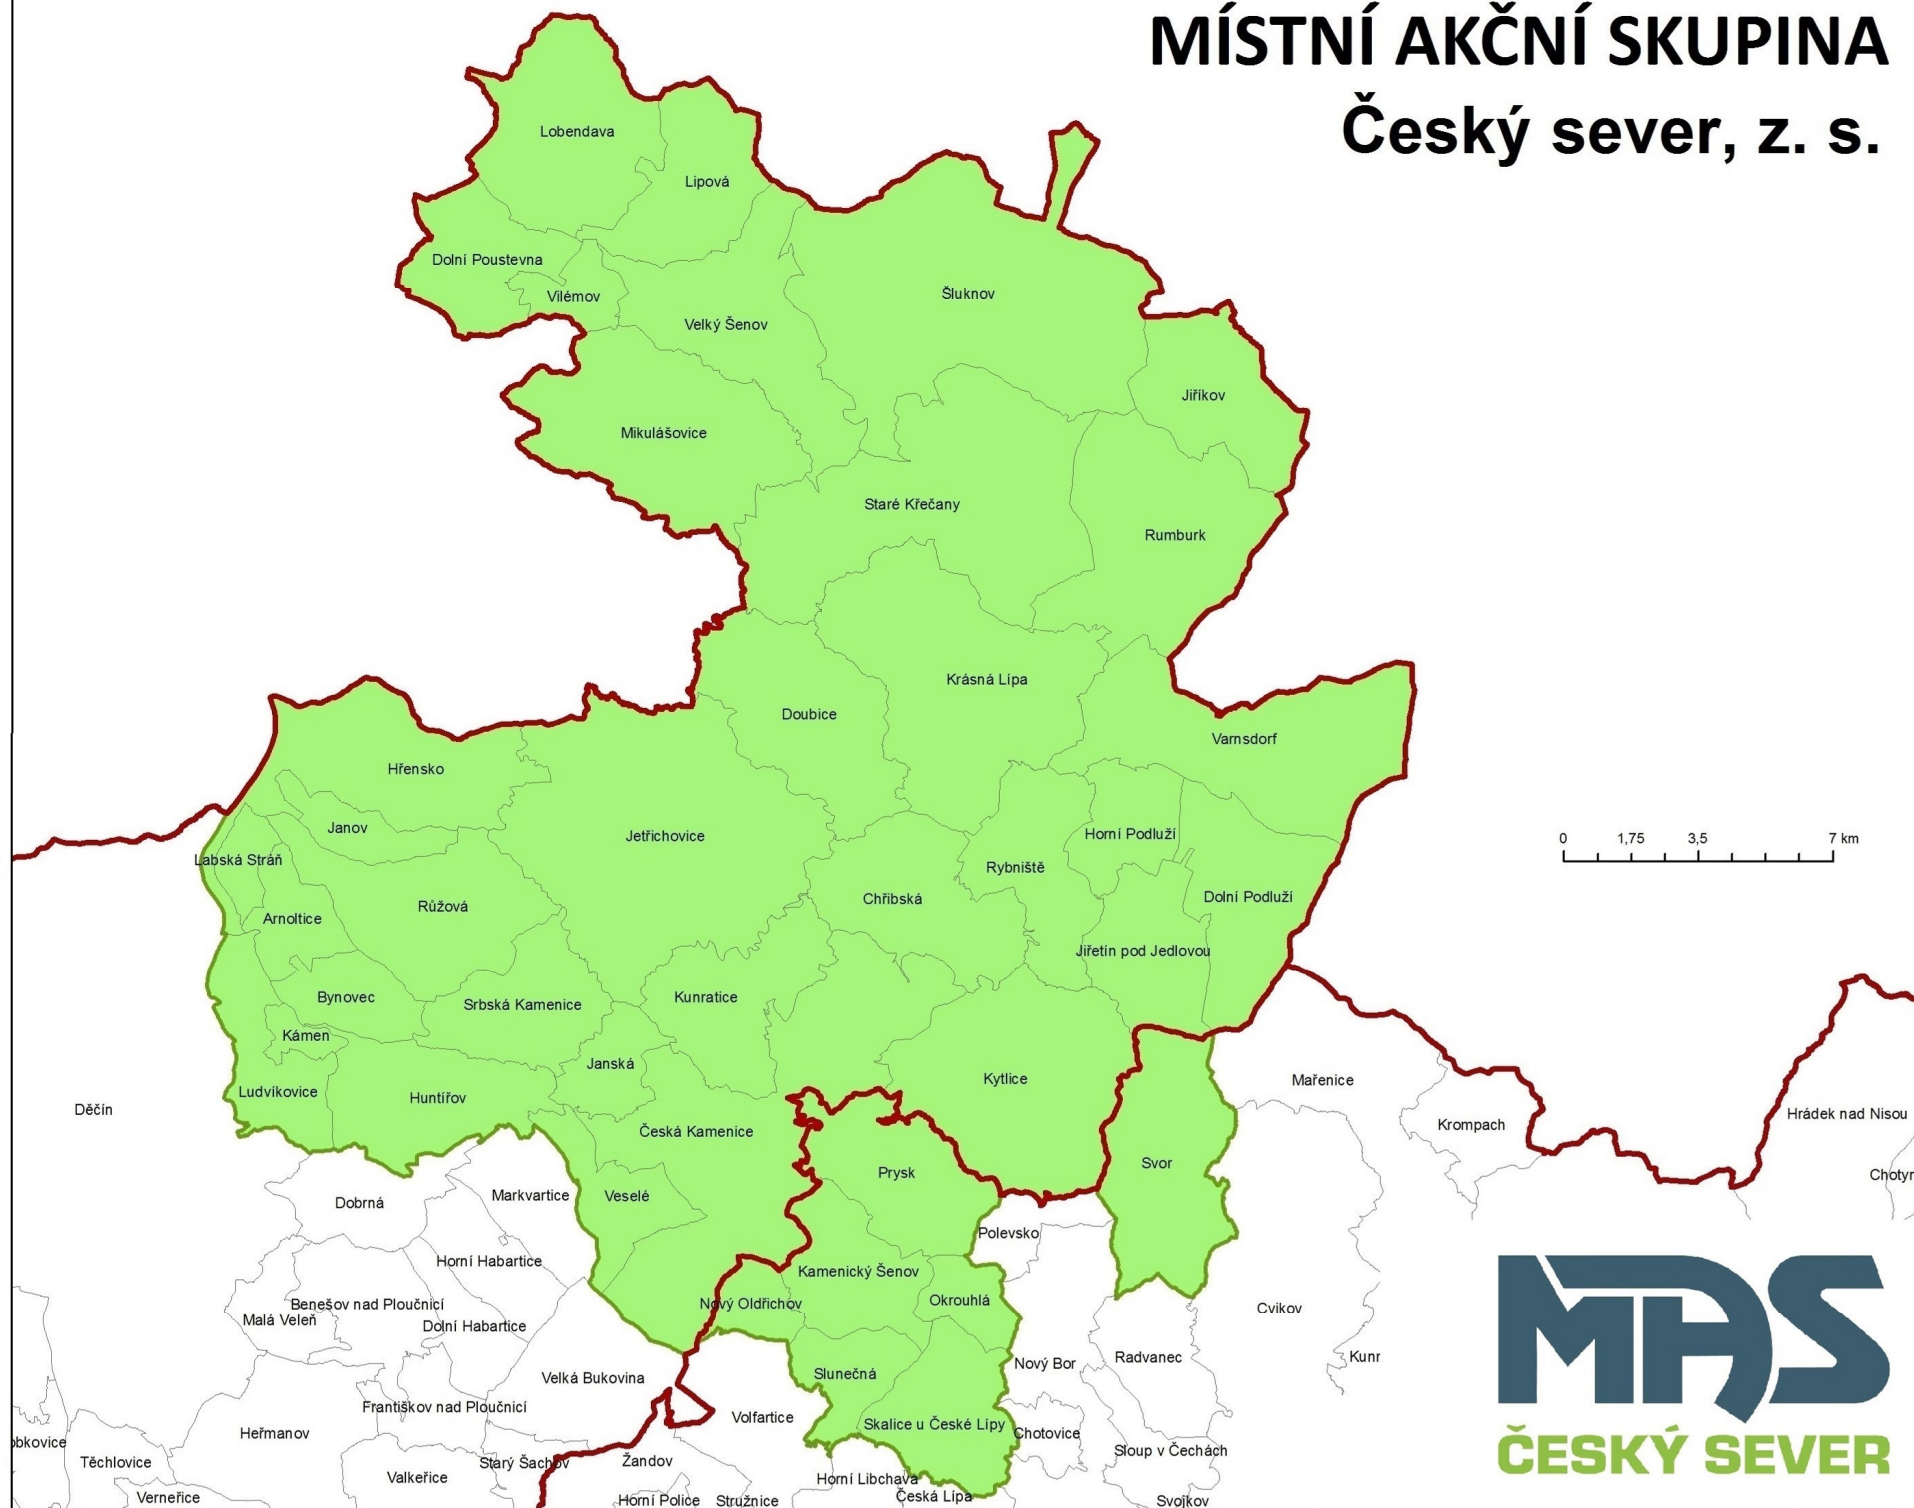 MÍSTNÍ AKČNÍ SKUPINA
Český sever, z. s.
Lobendava
Lipová
Dolní Poustevna
Vilémov
Velký Šenov
Šluknov
Jiříkov
Mikulášovice
Staré Křečany
Rumburk
Krásná Lípa
Doubice
Varnsdorf
Hřensko
Janov
Jetřichovice
Horní Podluží
0 1,75 3,5 7 km
Labská Stráň
Rybniště
Chřibská
Dolní Podluží
Růžová
Arnoltice
Jiřetín pod Jedlovou
Bynovec
Srbská Kamenice
Kunratice
Kámen
Janská
Kytlice
Mařenice
Ludvíkovice
Huntířov
Děčín
Krompach
Hrádek nad Nisou
Česká Kamenice
Prysk
Svor
Chotyr
Dobrná
Markvartice
Veselé
Polevsko
Horní Habartice
Kamenický Šenov
Benešov nad Ploučnicí
Nový Oldřichov
Okrouhlá
Cvikov
Malá Veleň
Dolní Habartice
Nový Bor
Radvanec
Kunr
Velká Bukovina
Slunečná
Františkov nad Ploučnicí
Volfartice
Skalice u České Lípy
Heřmanov
Chotovice
obkovice
Těchlovice
Starý Šachov
Žandov
Sloup v Čechách
Valkeřice
Horní Libchava
Verneřice
Horní Police
Stružnice
Česká Lípa
Svojkov
MAS
ČESKÝ SEVER